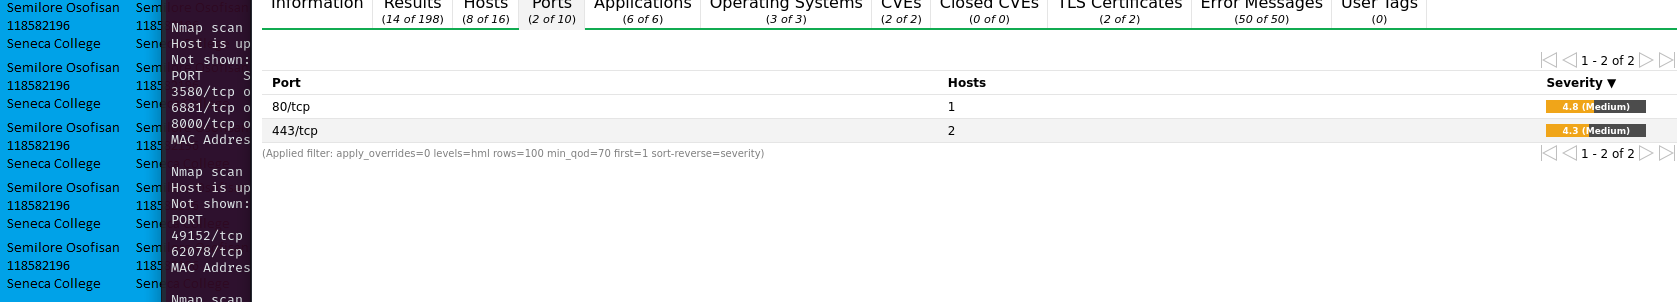 Semilore Osofisan Sem
118582196 1185
Seneca College Sene
Semilore Osofisan Sem
118582196 1185
Seneca College Sene
Semilore Osofisan Sem
118582196 1185
Seneca College Sene
Semilore Osofisan Sem
118582196 1185
Seneca College Sene
Semilore Osofisan Sem
118582196 1185
Seneca College Sene
Nmap scan
Host is up
Not shown:
PORT S
3580/tcp o
6881/tcp o
8000/tcp o
MAC Addres
Nmap scan
Host is up
Not shown:
PORT
49152/tcp
62078/tcp
MAC Addres
Nmap scan
Information Results Hosts Ports Applications Operating Systems CVEs Closed CVEs TLS Certificates Error Messages User Tags
(14 of 198) (8 of 16) (2 of 10) (6 of 6) (3 of 3) (2 of 2) (0 of 0) (2 of 2) (50 of 50) (0)
1 - 2 of 2
Port Hosts Severity ▼
80/tcp 1 4.8 (Medium)
443/tcp 2 4.3 (Medium)
(Applied filter: apply_overrides=0 levels=hml rows=100 min_qod=70 first=1 sort-reverse=severity)
1 - 2 of 2